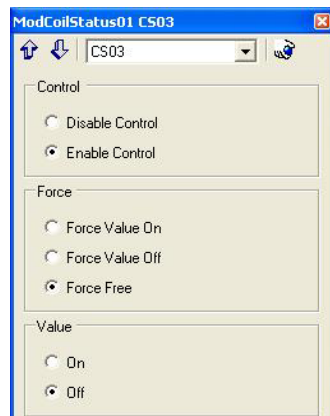 ModCoilStatus01 CS03
CS03
Control
Disable Control
Enable Control
Force
Force Value On
Force Value Off
Force Free
Value
On
Off